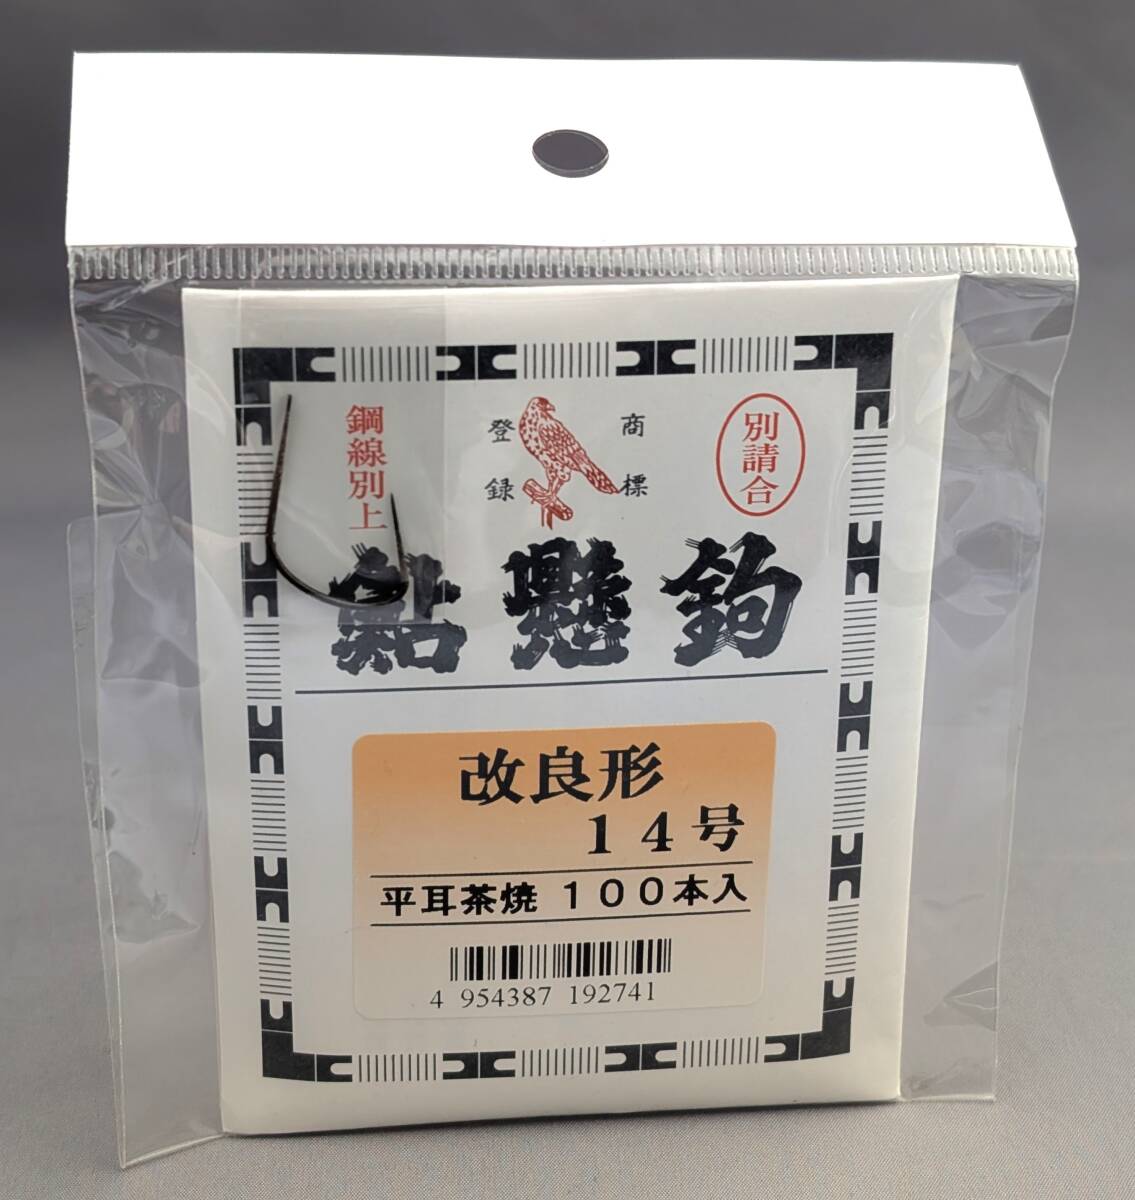 鋼線別上
登録
商標
別請合
鮎懸鈎
改良形
14号
平耳茶焼 100本入
4 954387 192741